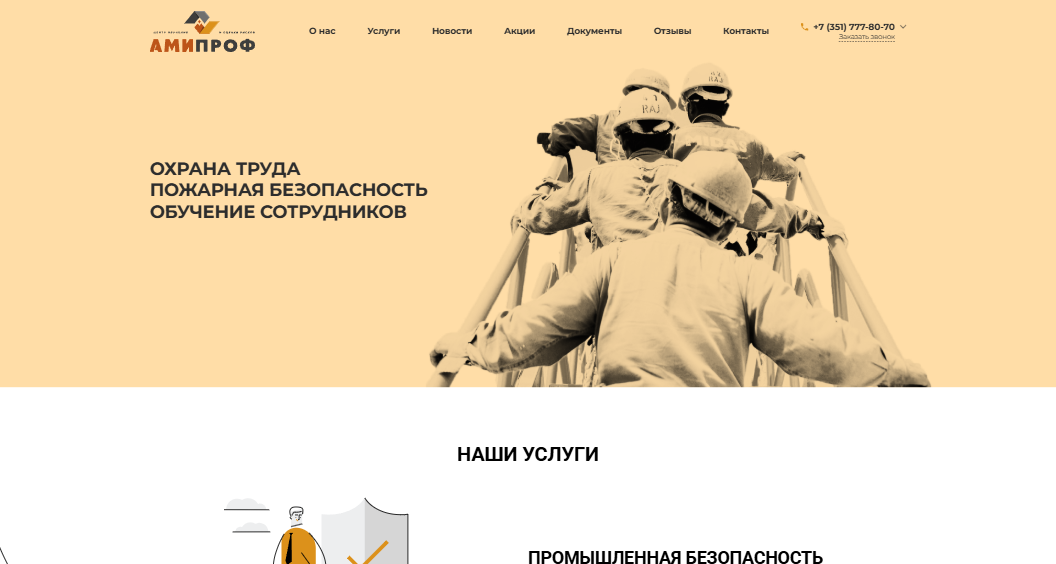 АМИПРОФ
О нас
Услуги
Новости
Акции
Документы
Отзывы
Контакты
+7 (351) 777-80-70
Заказать звонок
RAJ
ОХРАНА ТРУДА
ПОЖАРНАЯ БЕЗОПАСНОСТЬ
ОБУЧЕНИЕ СОТРУДНИКОВ
НАШИ УСЛУГИ
ПРОМЫШЛЕННАЯ БЕЗОПАСНОСТЬ